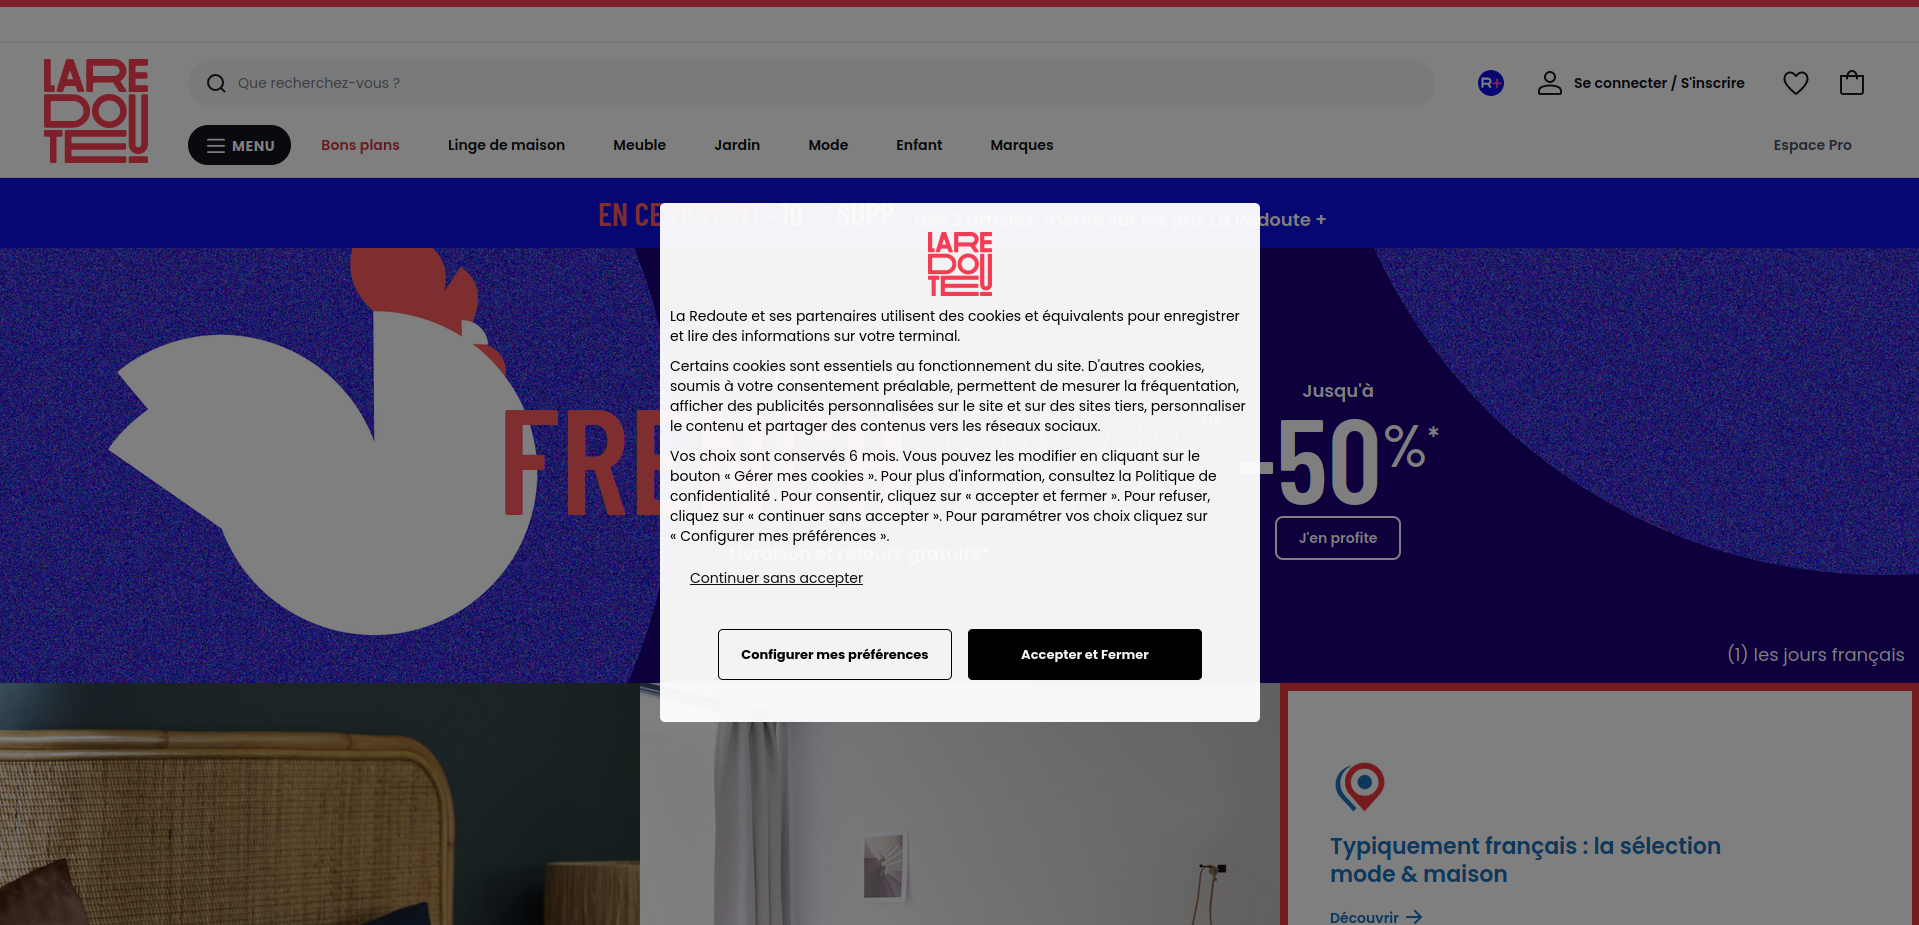 LA RE
DOU
TE
Que recherchez-vous ?
R+
Se connecter / S'inscrire
MENU
Bons plans
Linge de maison
Meuble
Jardin
Mode
Enfant
Marques
Espace Pro
EN CE MOMENT -10% SUPP. dès 2 articles, même sur les prix La Redoute +
LA RE
DOU
TE
La Redoute et ses partenaires utilisent des cookies et équivalents pour enregistrer
et lire des informations sur votre terminal.
Certains cookies sont essentiels au fonctionnement du site. D'autres cookies,
soumis à votre consentement préalable, permettent de mesurer la fréquentation,
afficher des publicités personnalisées sur le site et sur des sites tiers, personnaliser
le contenu et partager des contenus vers les réseaux sociaux.
Vos choix sont conservés 6 mois. Vous pouvez les modifier en cliquant sur le
bouton « Gérer mes cookies ». Pour plus d'information, consultez la Politique de
confidentialité . Pour consentir, cliquez sur « accepter et fermer ». Pour refuser,
cliquez sur « continuer sans accepter ». Pour paramétrer vos choix cliquez sur
« Configurer mes préférences ».
Livraison et retours gratuits*
Continuer sans accepter
Configurer mes préférences
Accepter et Fermer
Jusqu'à
-50%*
J'en profite
(1) les jours français
Typiquement français : la sélection
mode & maison
Découvrir